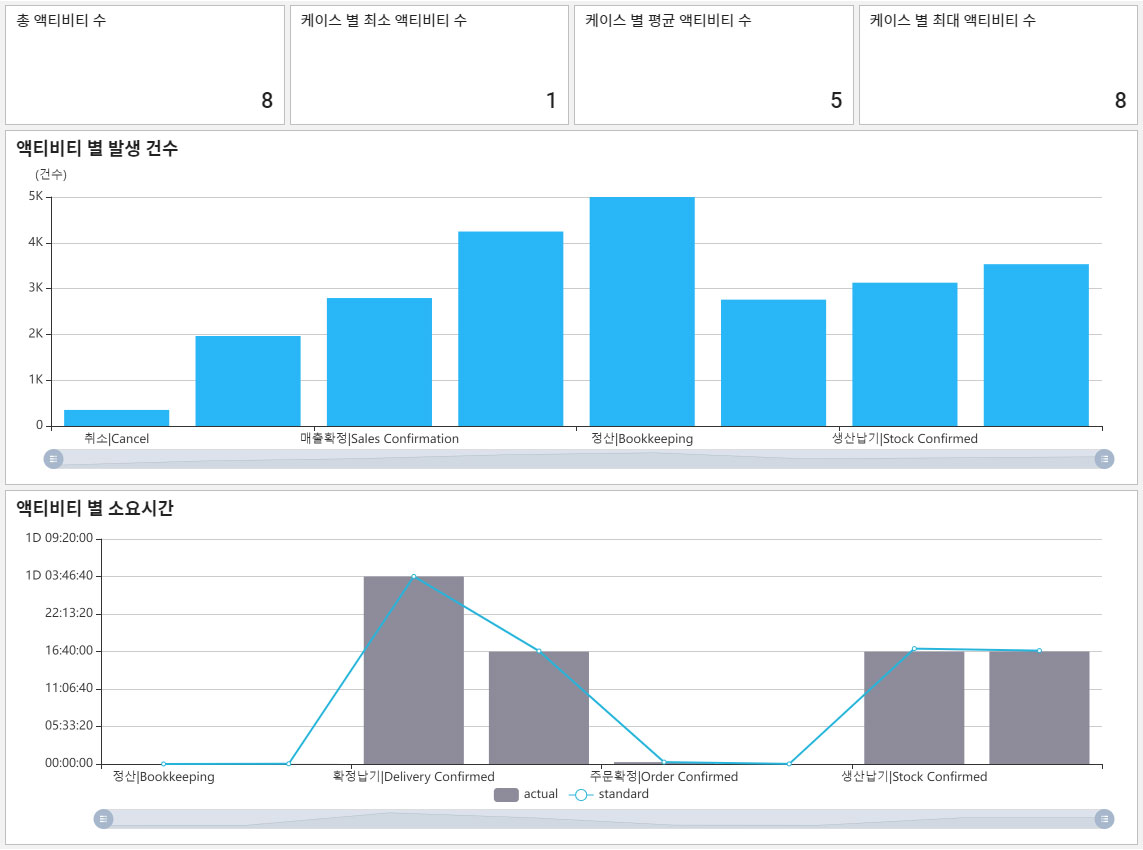 총 액티비티 수
8
케이스 별 최소 액티비티 수
1
케이스 별 평균 액티비티 수
5
케이스 별 최대 액티비티 수
8
액티비티 별 발생 건수
(건수)
5K
4K
3K
2K
1K
0
취소|Cancel
매출확정|Sales Confirmation
정산|Bookkeeping
생산납기|Stock Confirmed
액티비티 별 소요시간
1D 09:20:00
1D 03:46:40
22:13:20
16:40:00
11:06:40
05:33:20
00:00:00
정산|Bookkeeping
확정납기|Delivery Confirmed
주문확정|Order Confirmed
생산납기|Stock Confirmed
actual
standard